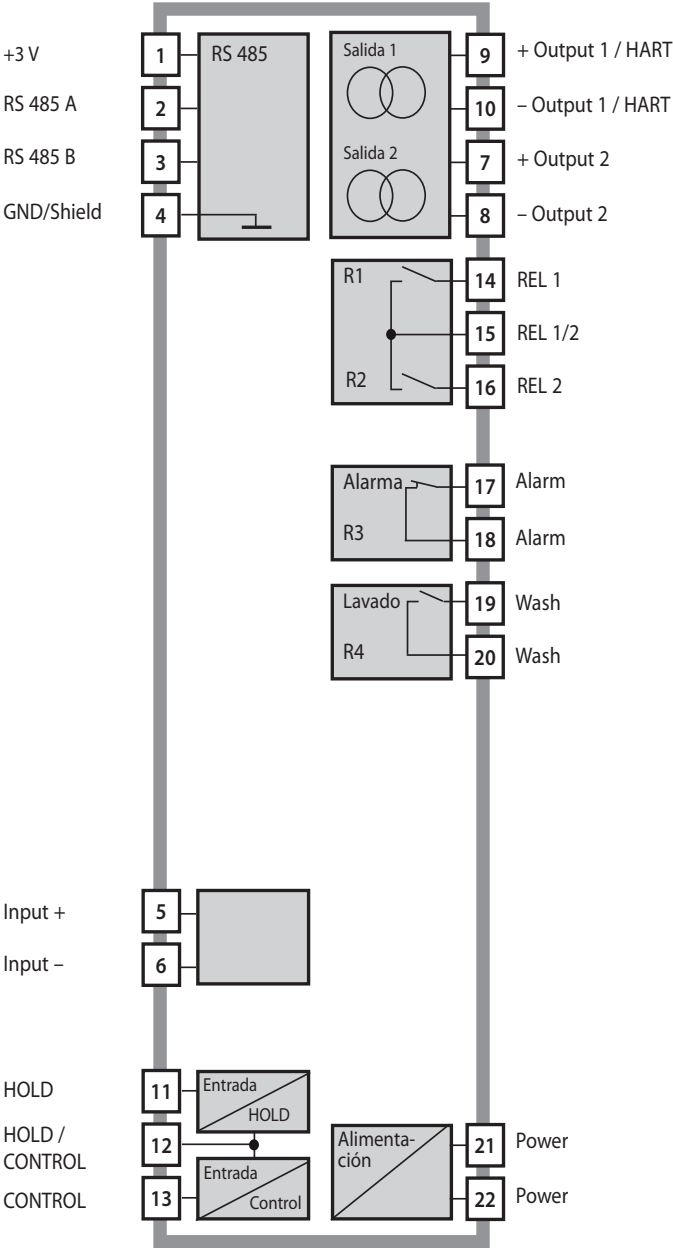 +3 V
1
RS 485
RS 485 A
2
RS 485 B
3
GND/Shield
4
Salida 1
9
+ Output 1 / HART
10
– Output 1 / HART
Salida 2
7
+ Output 2
8
– Output 2
R1
14
REL 1
15
REL 1/2
R2
16
REL 2
Alarma
17
Alarm
R3
18
Alarm
Lavado
19
Wash
R4
20
Wash
Input +
5
Input –
6
HOLD
11
Entrada
HOLD
HOLD /
CONTROL
12
CONTROL
13
Entrada
Control
Alimenta-
ción
21
Power
22
Power